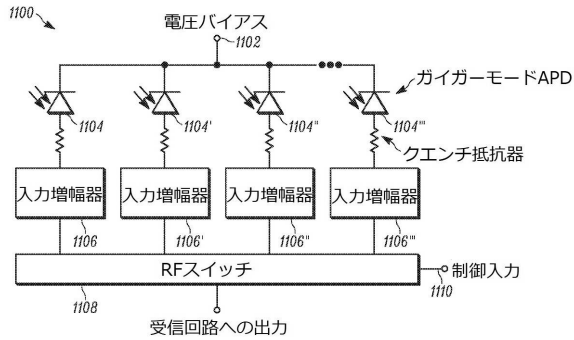 1100
電圧バイアス
1102
ガイガーモードAPD
1104
1104'
1104"
1104"'
クエンチ抵抗器
入力増幅器
入力増幅器
入力増幅器
入力増幅器
1106
1106'
1106"
1106"'
RFスイッチ
制御入力
1108
1110
受信回路への出力